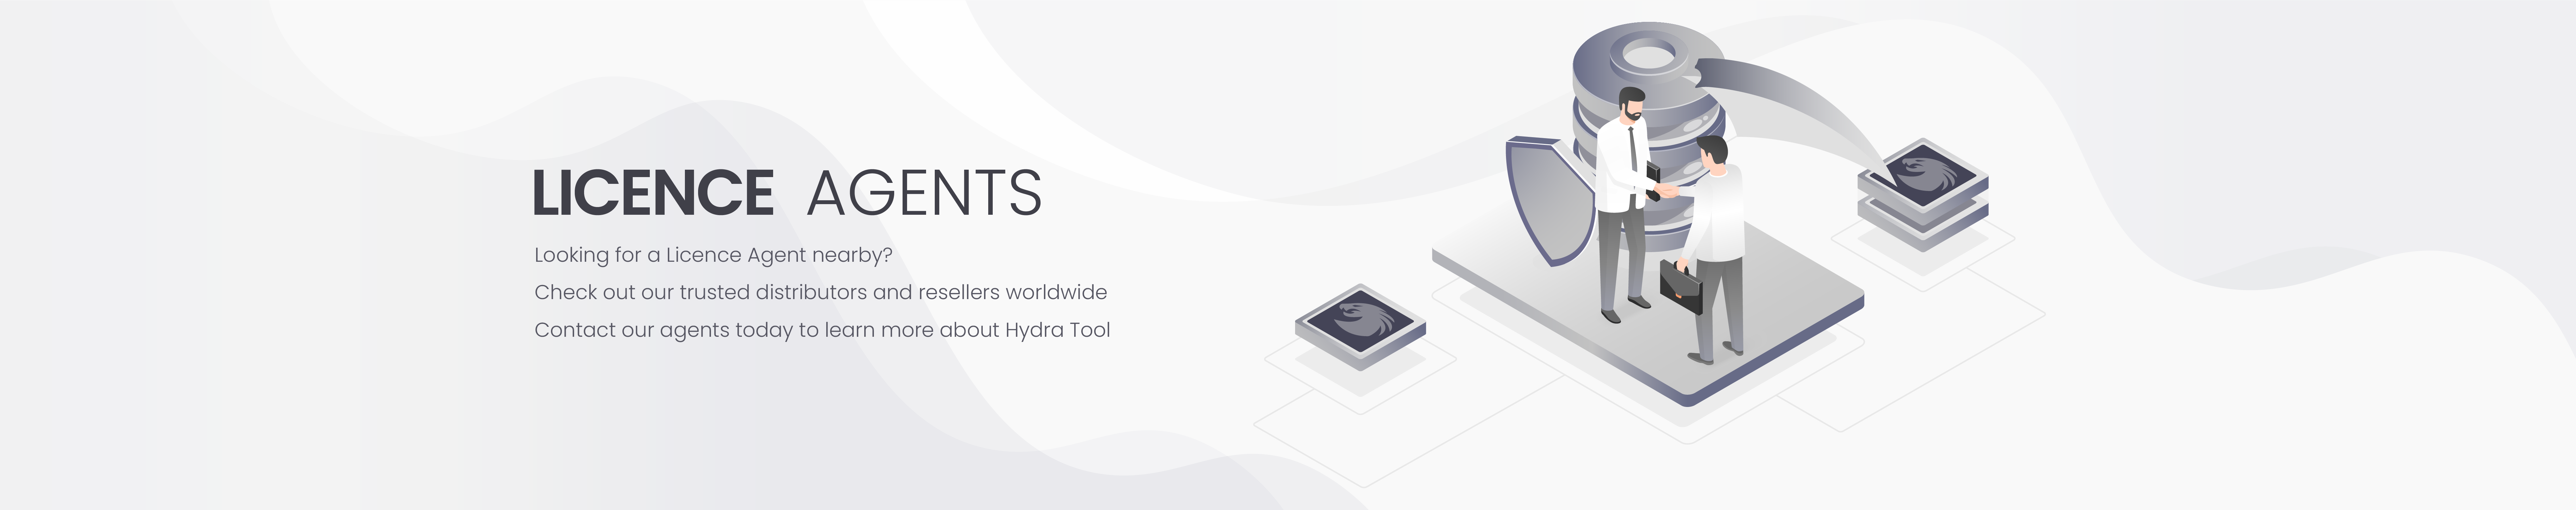 LICENCE AGENTS
Looking for a Licence Agent nearby?
Check out our trusted distributors and resellers worldwide
Contact our agents today to learn more about Hydra Tool